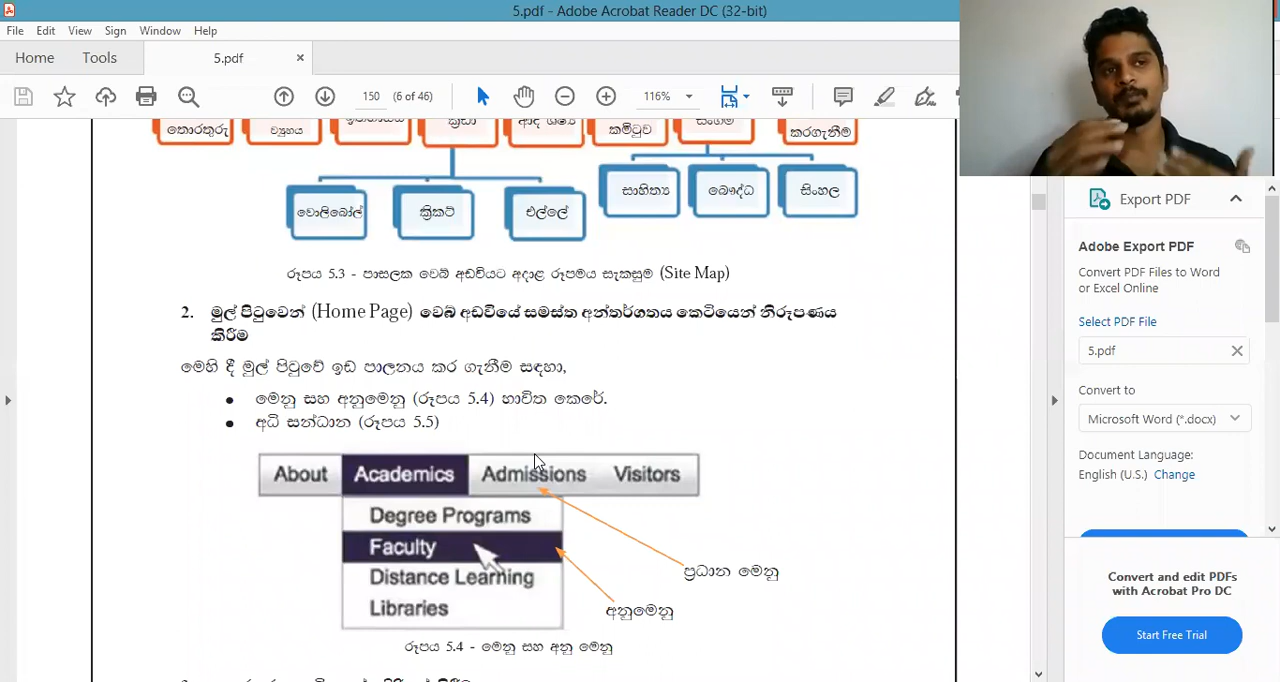 5.pdf - Adobe Acrobat Reader DC (32-bit)
File Edit View Sign Window Help
Home Tools 5.pdf ×
150 (6 of 46) 116%
තොරතුරු ව්‍යුහය ක්‍රීඩා ආදි ශිෂ්‍ය කමිටුව සංගම් කරගැනීම
වොලිබෝල් ක්‍රිකට් එල්ලේ සාහිත්‍ය බෞද්ධ සිංහල
රූපය 5.3 - පාසලක වෙබ් අඩවියට අදාළ රූපමය සැකසුම (Site Map)
2. මුල් පිටුවෙන් (Home Page) වෙබ් අඩවියේ සමස්ත අන්තර්ගතය කෙටියෙන් නිරූපණය
කිරීම
මෙහි දී මුල් පිටුවේ ඉඩ පාලනය කර ගැනීම සඳහා,
• මෙනු සහ අනුමෙනු (රූපය 5.4) භාවිත කෙරේ.
• අධි සන්ධාන (රූපය 5.5)
About Academics Admissions Visitors
Degree Programs
Faculty
Distance Learning
Libraries
ප්‍රධාන මෙනු
අනුමෙනු
රූපය 5.4 - මෙනු සහ අනු මෙනු
Export PDF
Adobe Export PDF
Convert PDF Files to Word
or Excel Online
Select PDF File
5.pdf
Convert to
Microsoft Word (*.docx)
Document Language:
English (U.S.) Change
Convert and edit PDFs
with Acrobat Pro DC
Start Free Trial